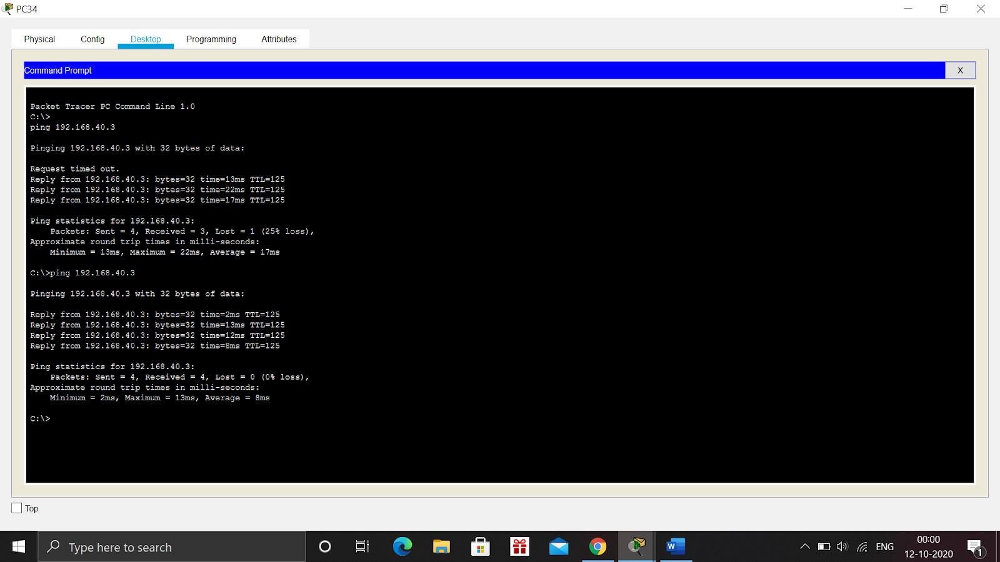 PC34
Physical Config Desktop Programming Attributes
Command Prompt X
Packet Tracer PC Command Line 1.0
C:\>
ping 192.168.40.3
Pinging 192.168.40.3 with 32 bytes of data:
Request timed out.
Reply from 192.168.40.3: bytes=32 time=13ms TTL=125
Reply from 192.168.40.3: bytes=32 time=22ms TTL=125
Reply from 192.168.40.3: bytes=32 time=17ms TTL=125
Ping statistics for 192.168.40.3:
Packets: Sent = 4, Received = 3, Lost = 1 (25% loss),
Approximate round trip times in milli-seconds:
Minimum = 13ms, Maximum = 22ms, Average = 17ms
C:\>ping 192.168.40.3
Pinging 192.168.40.3 with 32 bytes of data:
Reply from 192.168.40.3: bytes=32 time=2ms TTL=125
Reply from 192.168.40.3: bytes=32 time=13ms TTL=125
Reply from 192.168.40.3: bytes=32 time=12ms TTL=125
Reply from 192.168.40.3: bytes=32 time=8ms TTL=125
Ping statistics for 192.168.40.3:
Packets: Sent = 4, Received = 4, Lost = 0 (0% loss),
Approximate round trip times in milli-seconds:
Minimum = 2ms, Maximum = 13ms, Average = 8ms
C:\>
Top
Type here to search
W
ENG
00:00
12-10-2020
1